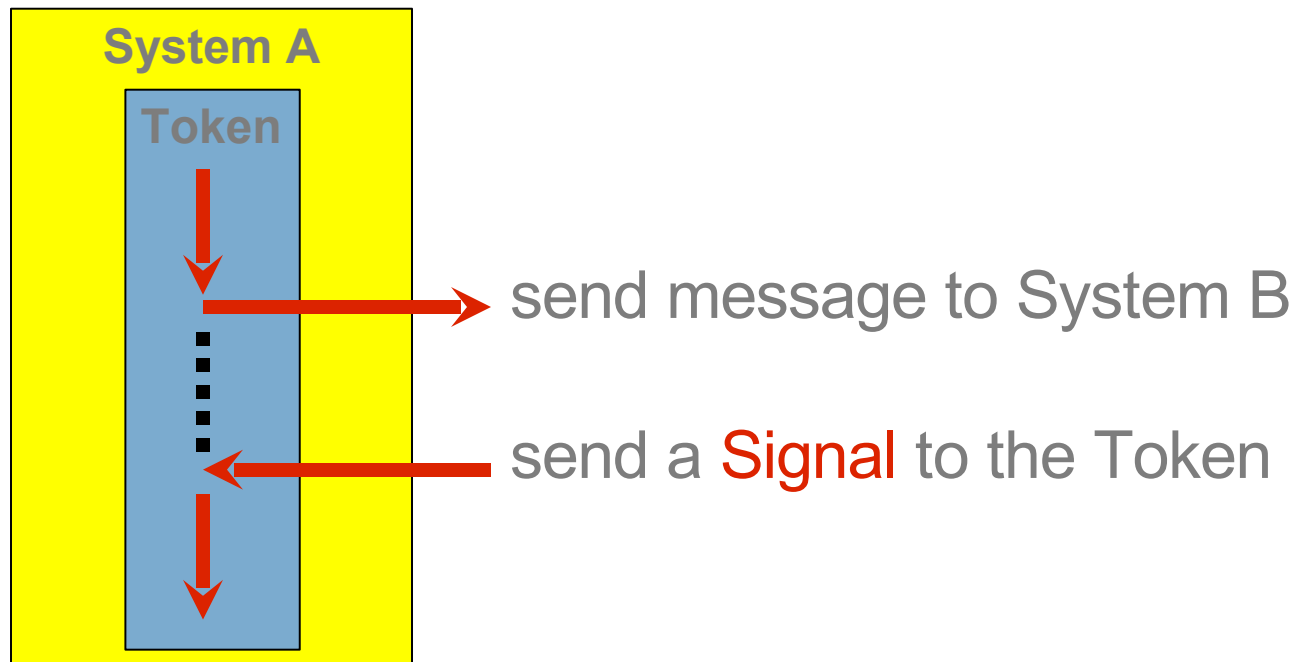 System A
Token
send message to System B
send a Signal to the Token